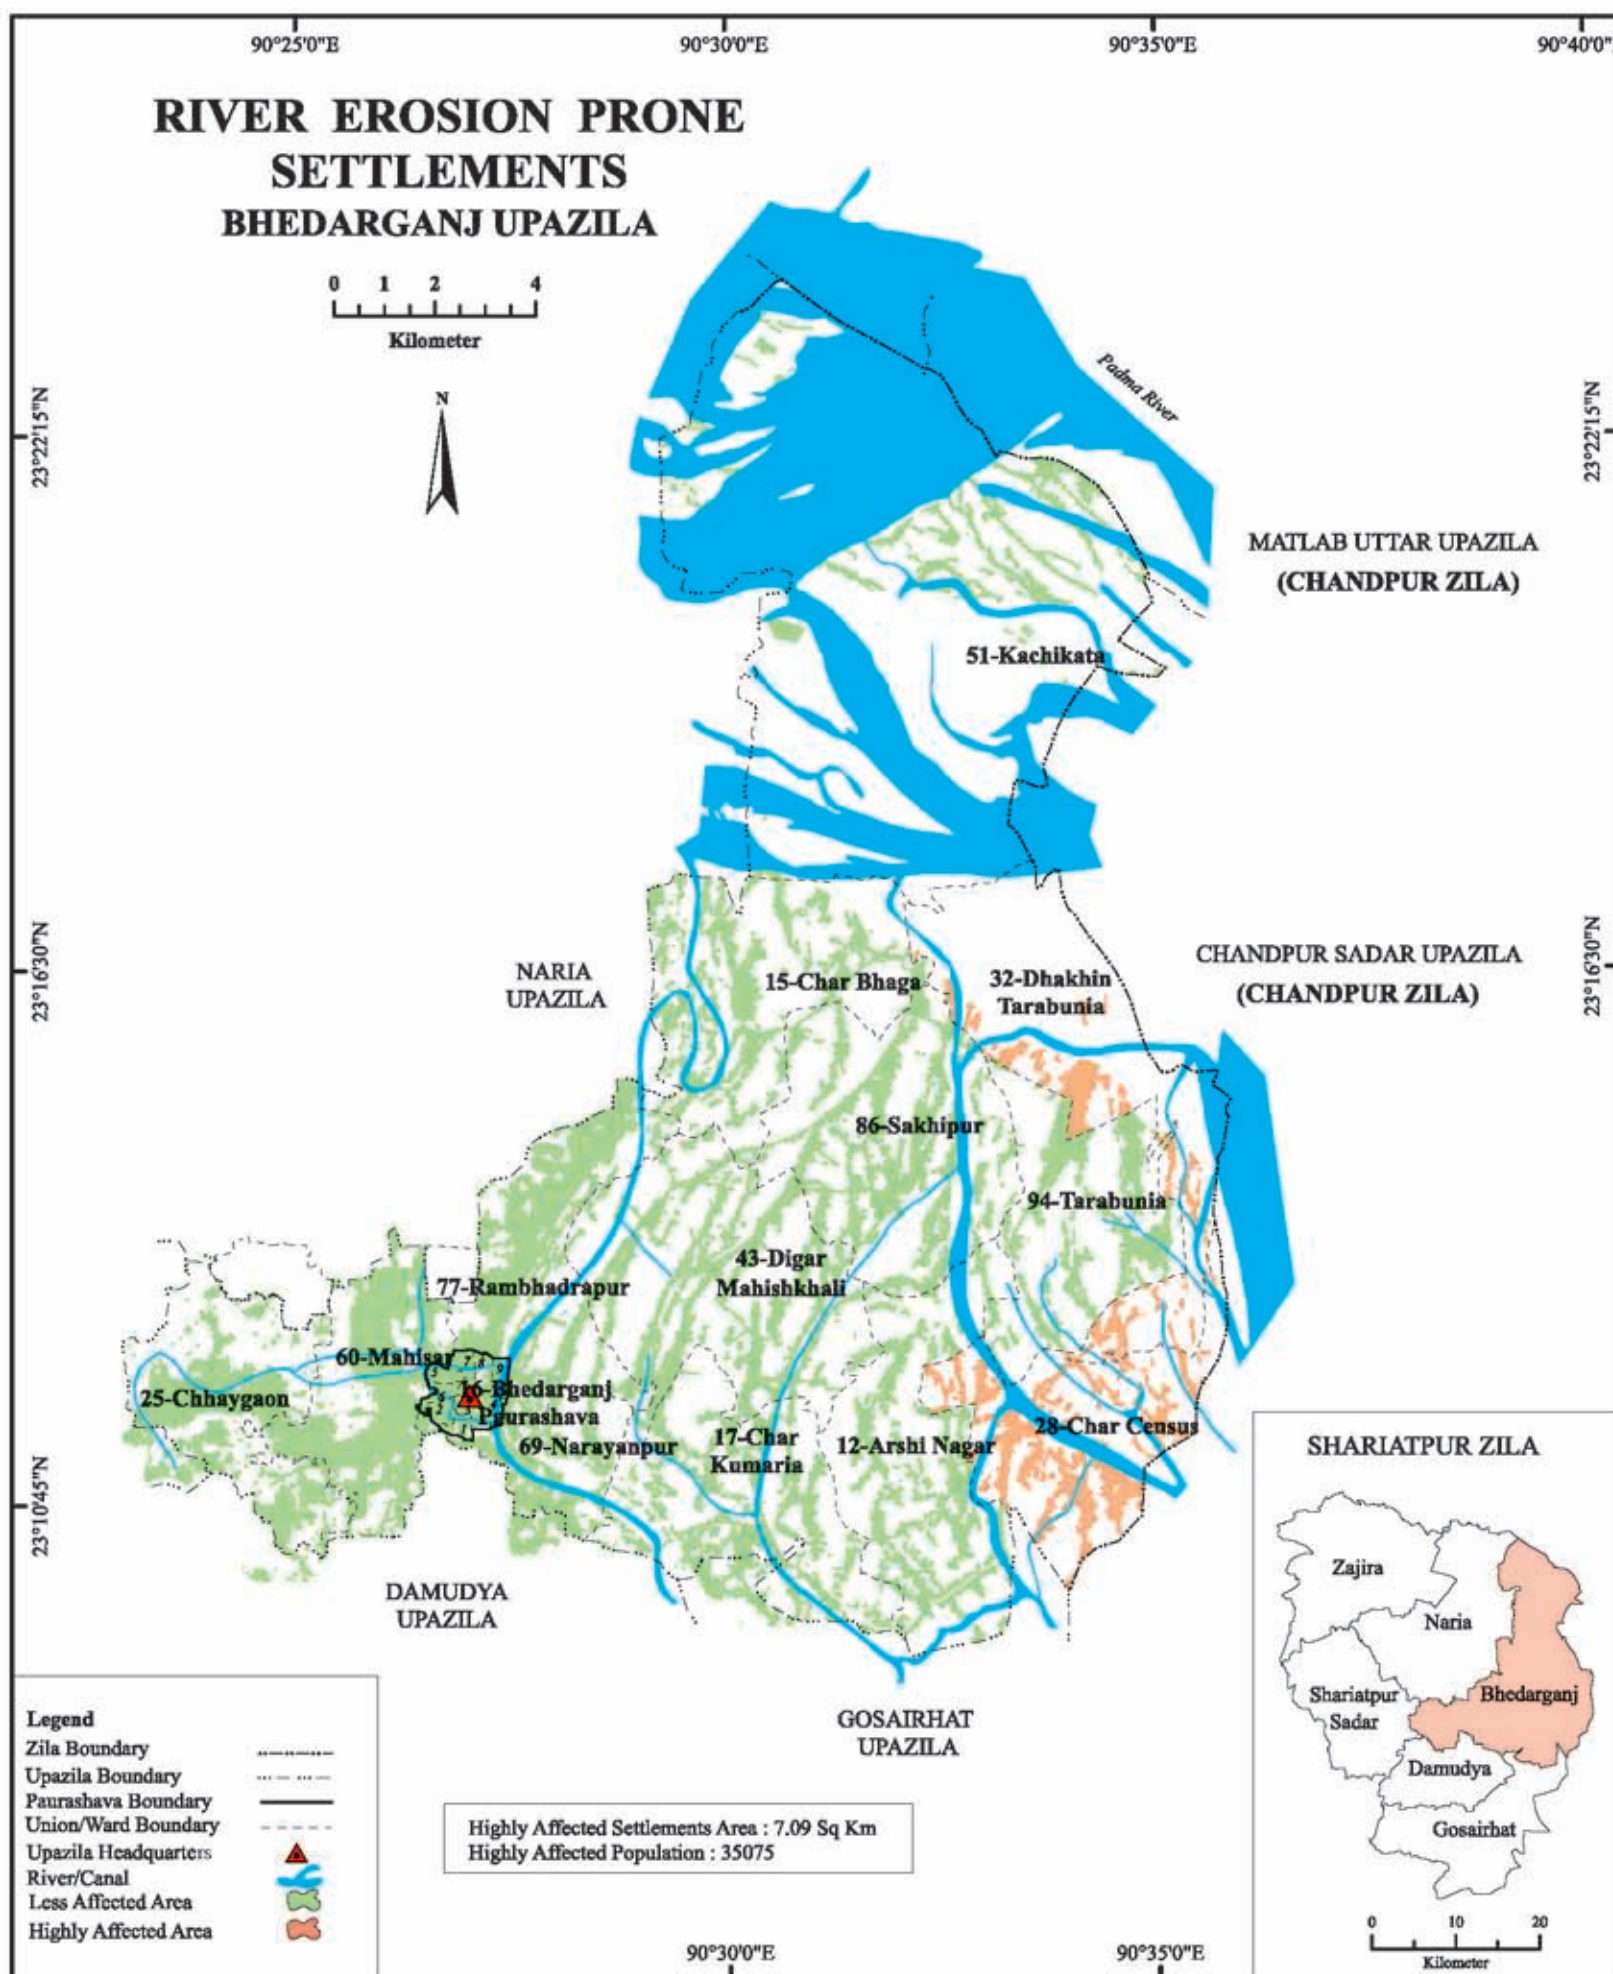 90°25'0"E
90°30'0"E
90°35'0"E
90°40'0"
RIVER EROSION PRONE
SETTLEMENTS
BHEDARGANJ UPAZILA
0 1 2 4
Kilometer
N
Padma River
23°22'15"N
23°22'15"N
MATLAB UTTAR UPAZILA
(CHANDPUR ZILA)
51-Kachikata
23°16'30"N
23°16'30"N
NARIA
UPAZILA
15-Char Bhaga
32-Dhakhin
Tarabunia
CHANDPUR SADAR UPAZILA
(CHANDPUR ZILA)
86-Sakhipur
94-Tarabunia
43-Digar
Mahishkhali
77-Rambhadrapur
60-Mahisar
7 8 9
25-Chhaygaon
16-Bhedarganj
Paurashava
69-Narayanpur
17-Char
Kumaria
12-Arshi Nagar
28-Char Census
23°10'45"N
DAMUDYA
UPAZILA
GOSAIRHAT
UPAZILA
Legend
Zila Boundary
Upazila Boundary
Paurashava Boundary
Union/Ward Boundary
Upazila Headquarters
River/Canal
Less Affected Area
Highly Affected Area
Highly Affected Settlements Area : 7.09 Sq Km
Highly Affected Population : 35075
SHARIATPUR ZILA
Zajira
Naria
Shariatpur
Sadar
Bhedarganj
Damudya
Gosairhat
0 10 20
Kilometer
90°30'0"E
90°35'0"E